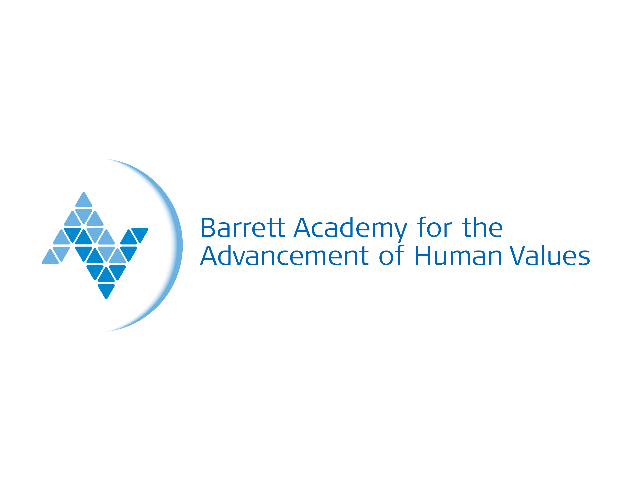 Barrett Academy for the
Advancement of Human Values